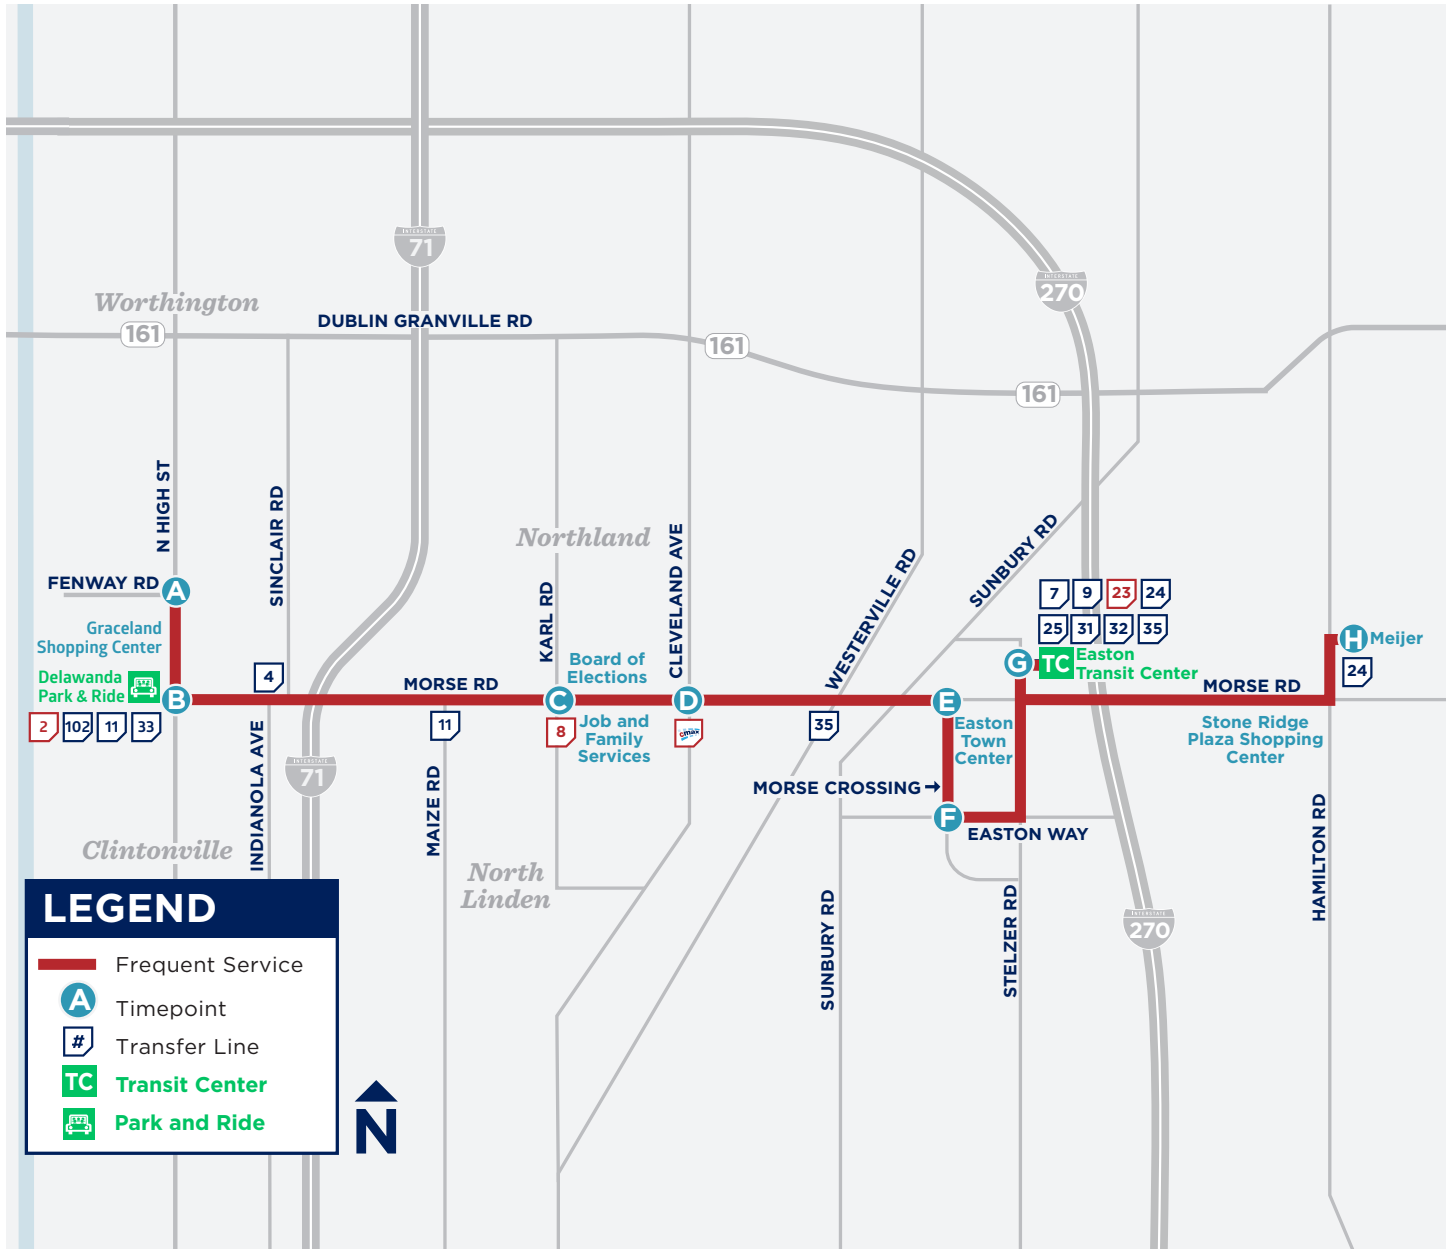 INTERSTATE
71
INTERSTATE
270
Worthington
161
DUBLIN GRANVILLE RD
161
161
N HIGH ST
SINCLAIR RD
Northland
KARL RD
CLEVELAND AVE
WESTERVILLE RD
SUNBURY RD
FENWAY RD
A
7
9
23
24
25
31
32
35
Graceland
Shopping Center
Delawanda
Park & Ride
B
2
102
11
33
4
MORSE RD
11
Board of
Elections
C
8
Job and
Family
Services
D
cmax
35
E
Easton
Town
Center
G
TC
Easton
Transit Center
MORSE RD
H
Meijer
24
Stone Ridge
Plaza Shopping
Center
INDIANOLA AVE
INTERSTATE
71
MAIZE RD
MORSE CROSSING
F
EASTON WAY
Clintonville
North
Linden
SUNBURY RD
STELZER RD
HAMILTON RD
INTERSTATE
270
LEGEND
Frequent Service
A
Timepoint
#
Transfer Line
TC
Transit Center
Park and Ride
N